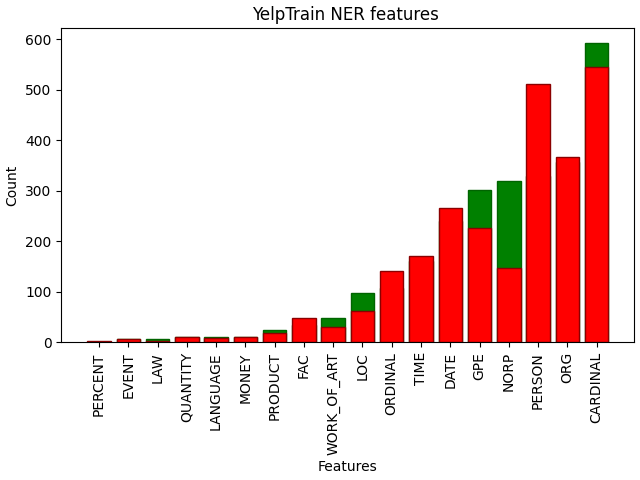 YelpTrain NER features
Count
600
500
400
300
200
100
0
PERCENT
EVENT
LAW
QUANTITY
LANGUAGE
MONEY
PRODUCT
FAC
WORK_OF_ART
LOC
ORDINAL
TIME
DATE
GPE
NORP
PERSON
ORG
CARDINAL
Features